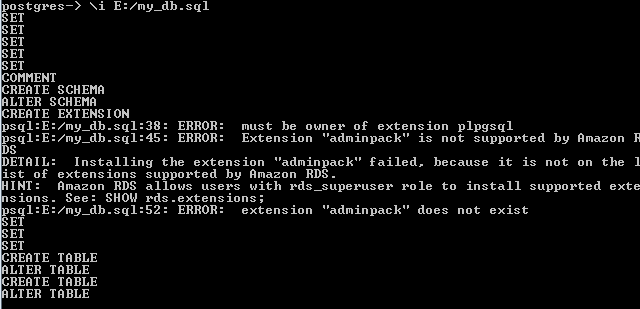 postgres-> \i E:/my_db.sql
SET
SET
SET
SET
SET
COMMENT
CREATE SCHEMA
ALTER SCHEMA
CREATE EXTENSION
psql:E:/my_db.sql:38: ERROR:  must be owner of extension plpgsql
psql:E:/my_db.sql:45: ERROR:  Extension "adminpack" is not supported by Amazon R
DS
DETAIL:  Installing the extension "adminpack" failed, because it is not on the l
ist of extensions supported by Amazon RDS.
HINT:  Amazon RDS allows users with rds_superuser role to install supported exte
nsions. See: SHOW rds.extensions;
psql:E:/my_db.sql:52: ERROR:  extension "adminpack" does not exist
SET
SET
SET
CREATE TABLE
ALTER TABLE
CREATE TABLE
ALTER TABLE